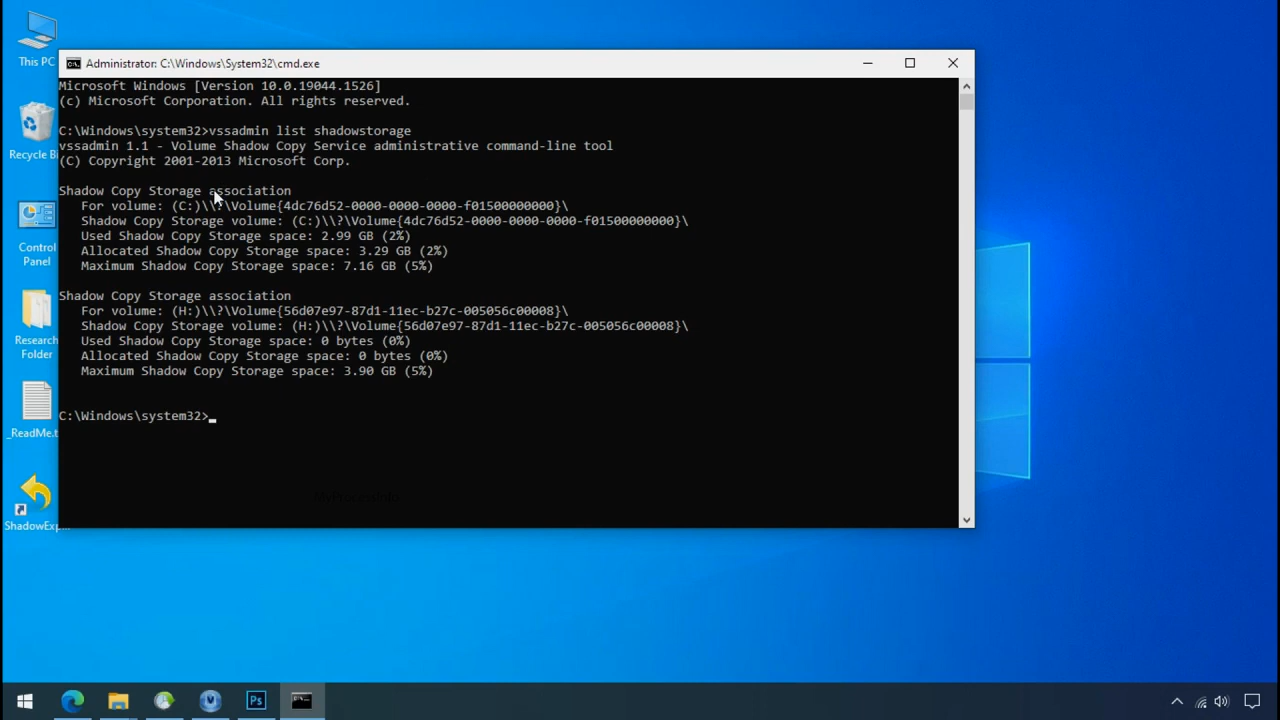 This PC
Recycle Bi
Control
Panel
Research
Folder
_ReadMe.t
ShadowExp...
Administrator: C:\Windows\System32\cmd.exe
Microsoft Windows [Version 10.0.19044.1526]
(c) Microsoft Corporation. All rights reserved.
C:\Windows\system32>vssadmin list shadowstorage
vssadmin 1.1 - Volume Shadow Copy Service administrative command-line tool
(C) Copyright 2001-2013 Microsoft Corp.
Shadow Copy Storage association
For volume: (C:)\\?\Volume{4dc76d52-0000-0000-0000-f01500000000}\
Shadow Copy Storage volume: (C:)\\?\Volume{4dc76d52-0000-0000-0000-f01500000000}\
Used Shadow Copy Storage space: 2.99 GB (2%)
Allocated Shadow Copy Storage space: 3.29 GB (2%)
Maximum Shadow Copy Storage space: 7.16 GB (5%)
Shadow Copy Storage association
For volume: (H:)\\?\Volume{56d07e97-87d1-11ec-b27c-005056c00008}\
Shadow Copy Storage volume: (H:)\\?\Volume{56d07e97-87d1-11ec-b27c-005056c00008}\
Used Shadow Copy Storage space: 0 bytes (0%)
Allocated Shadow Copy Storage space: 0 bytes (0%)
Maximum Shadow Copy Storage space: 3.90 GB (5%)
C:\Windows\system32>
Ps